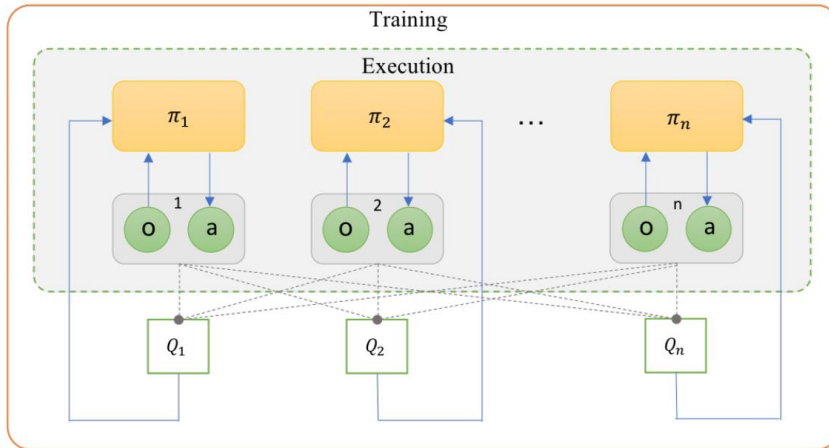 Training
Execution
π₁ π₂ ... πₙ
1 2 n
o a o a o a
Q₁ Q₂ Qₙ